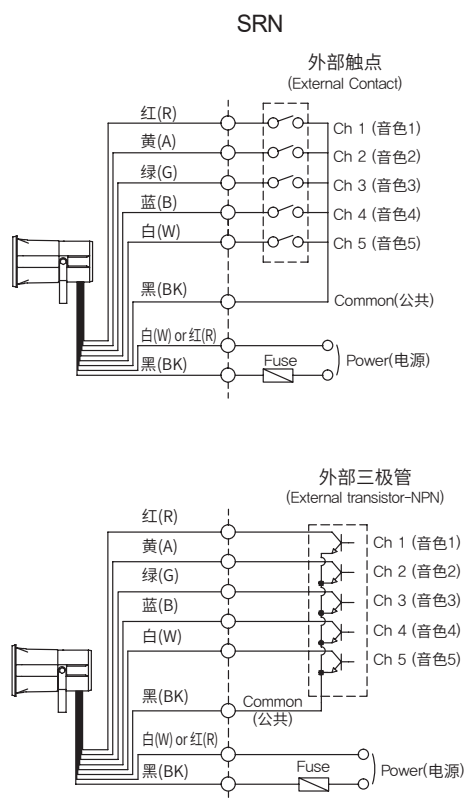 SRN
外部触点
(External Contact)
红(R)
Ch 1 (音色1)
黄(A)
Ch 2 (音色2)
绿(G)
Ch 3 (音色3)
蓝(B)
Ch 4 (音色4)
白(W)
Ch 5 (音色5)
黑(BK)
Common(公共)
白(W) or 红(R)
Fuse
Power(电源)
黑(BK)
外部三极管
(External transistor-NPN)
红(R)
Ch 1 (音色1)
黄(A)
Ch 2 (音色2)
绿(G)
Ch 3 (音色3)
蓝(B)
Ch 4 (音色4)
白(W)
Ch 5 (音色5)
黑(BK)
Common
(公共)
白(W) or 红(R)
Fuse
Power(电源)
黑(BK)